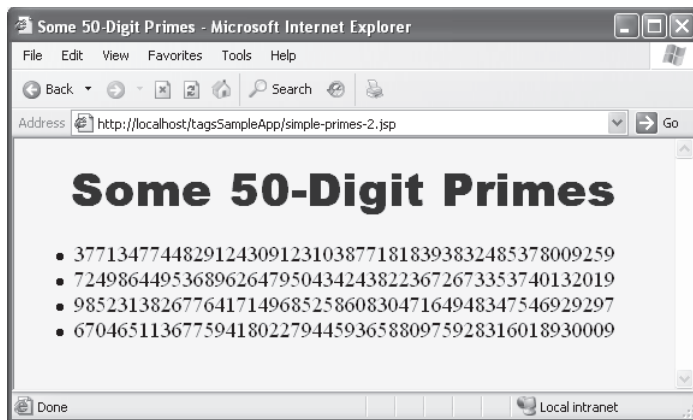 Some 50-Digit Primes - Microsoft Internet Explorer
File Edit View Favorites Tools Help
Back Search
Address http://localhost/tagsSampleApp/simple-primes-2.jsp Go
Some 50-Digit Primes
• 37713477448291243091231038771818393832485378009259
• 72498644953689626479504342438223672673353740132019
• 98523138267764171496852586083047164948347546929297
• 67046511367759418022794459365880975928316018930009
Done Local intranet